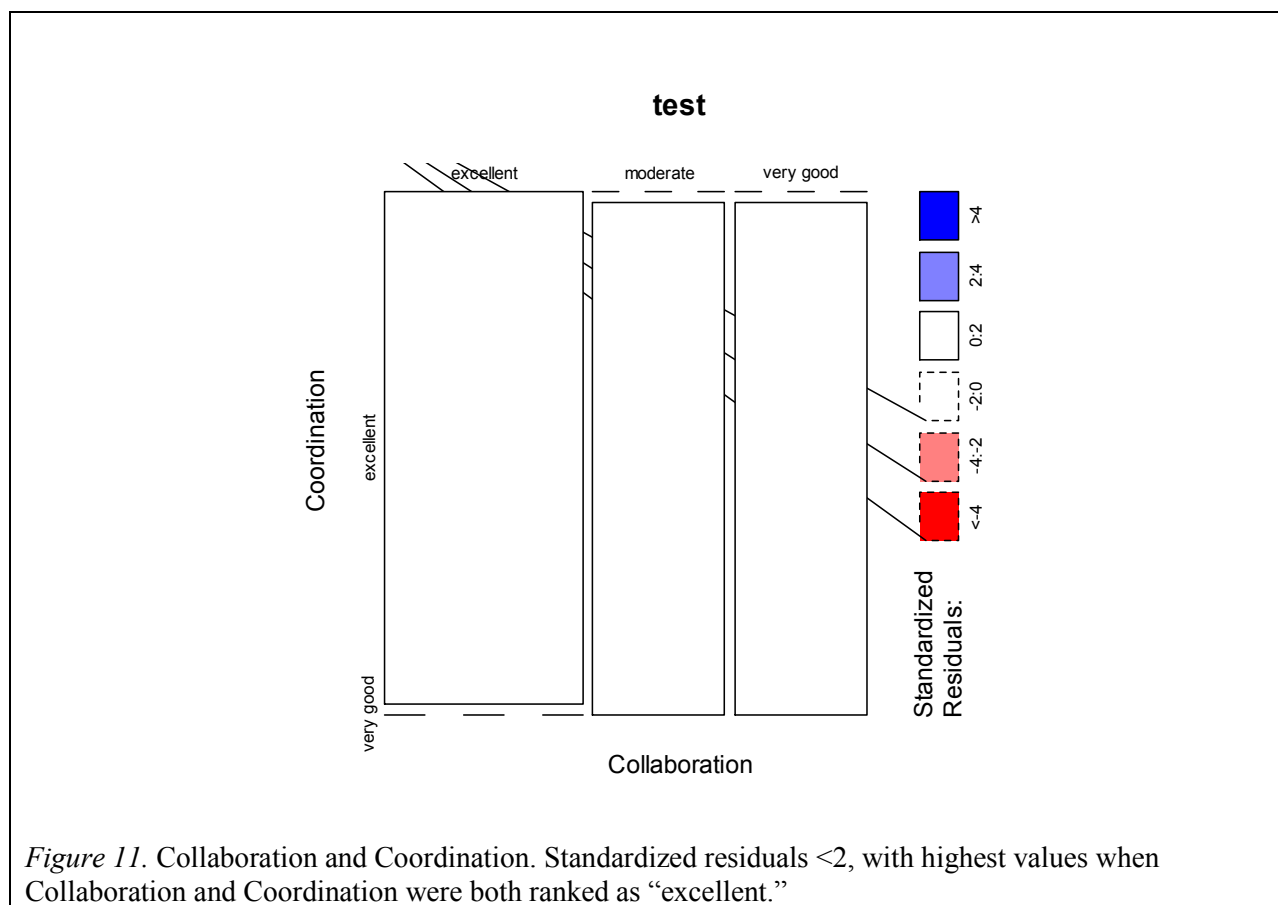 test
excellent
moderate
very good
Coordination
excellent
very good
Collaboration
>4
2:4
0:2
-2:0
-4:-2
<-4
Standardized
Residuals:
Figure 11. Collaboration and Coordination. Standardized residuals <2, with highest values when
Collaboration and Coordination were both ranked as “excellent.”